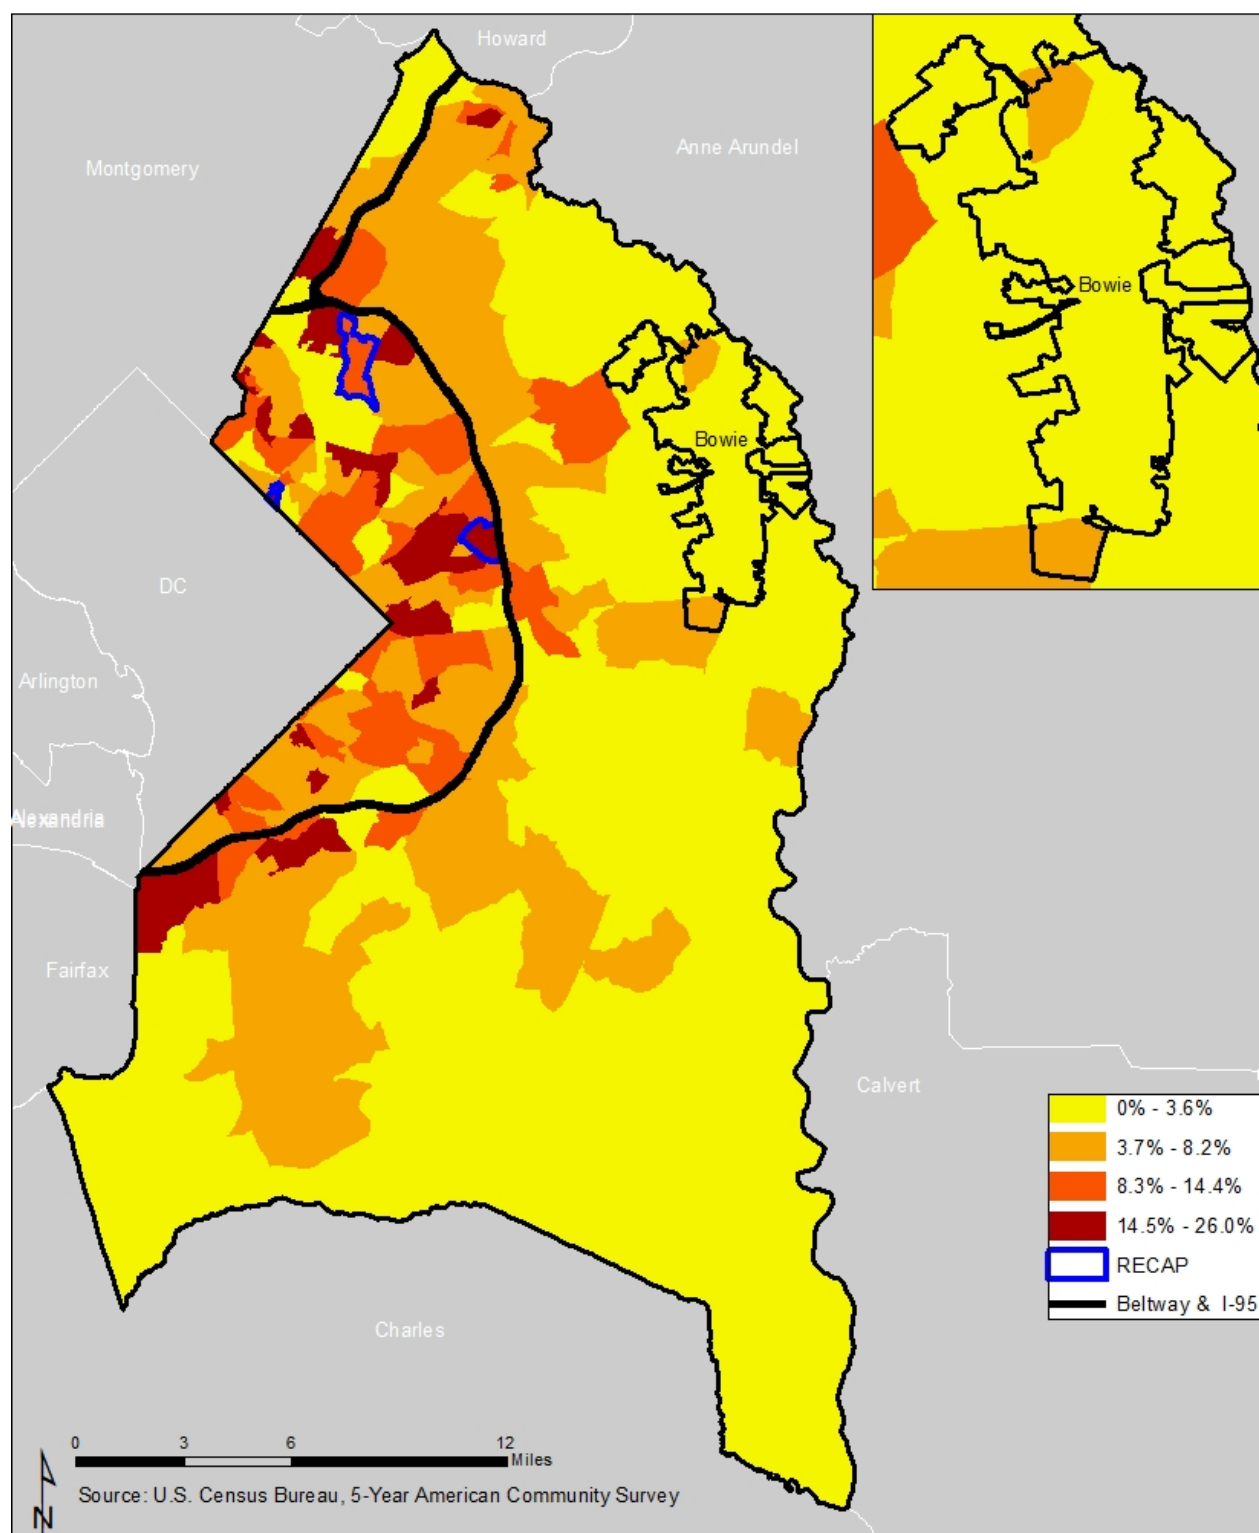 Howard
Anne Arundel
Montgomery
Bowie
Bowie
DC
Arlington
Alexandria
Alexandria
Fairfax
Calvert
0% - 3.6%
3.7% - 8.2%
8.3% - 14.4%
14.5% - 26.0%
RECAP
Beltway & I-95
Charles
0 3 6 12
Miles
Source: U.S. Census Bureau, 5-Year American Community Survey
N